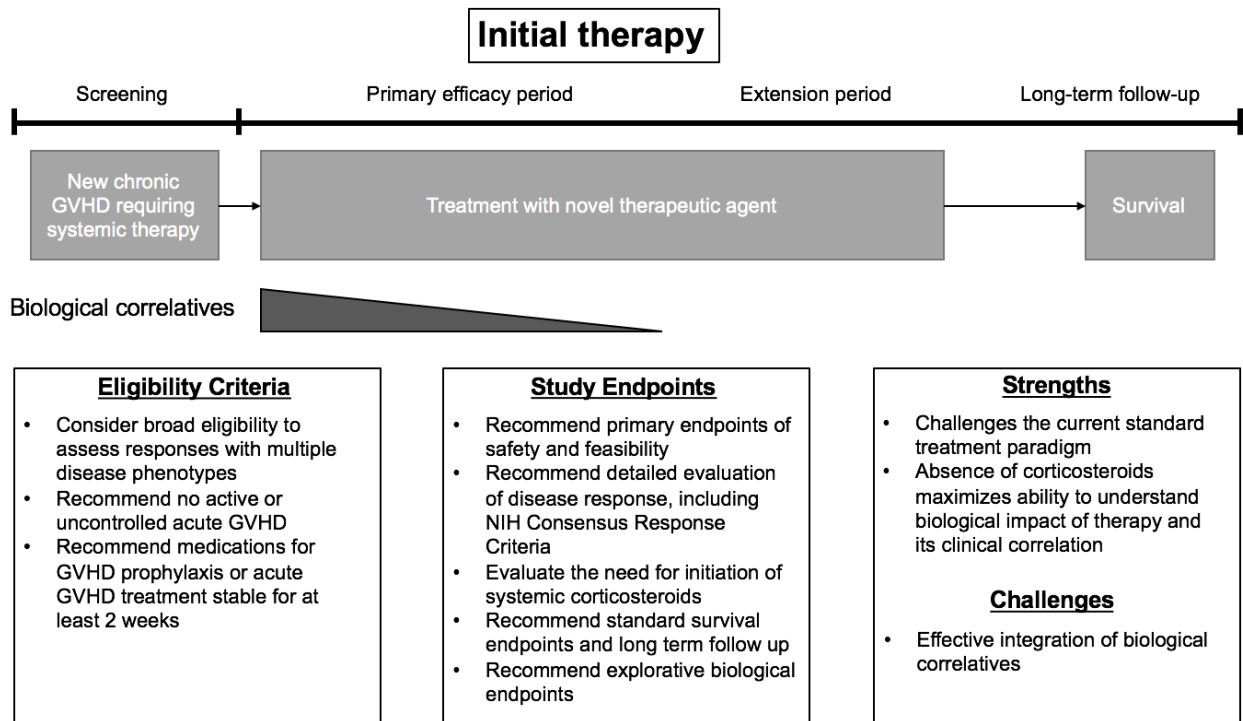 Initial therapy
Screening
Primary efficacy period
Extension period
Long-term follow-up
New chronic
GVHD requiring
systemic therapy
Treatment with novel therapeutic agent
Survival
Biological correlatives
Eligibility Criteria
• Consider broad eligibility to
assess responses with multiple
disease phenotypes
• Recommend no active or
uncontrolled acute GVHD
• Recommend medications for
GVHD prophylaxis or acute
GVHD treatment stable for at
least 2 weeks
Study Endpoints
• Recommend primary endpoints of
safety and feasibility
• Recommend detailed evaluation
of disease response, including
NIH Consensus Response
Criteria
• Evaluate the need for initiation of
systemic corticosteroids
• Recommend standard survival
endpoints and long term follow up
• Recommend explorative biological
endpoints
Strengths
• Challenges the current standard
treatment paradigm
• Absence of corticosteroids
maximizes ability to understand
biological impact of therapy and
its clinical correlation
Challenges
• Effective integration of biological
correlatives